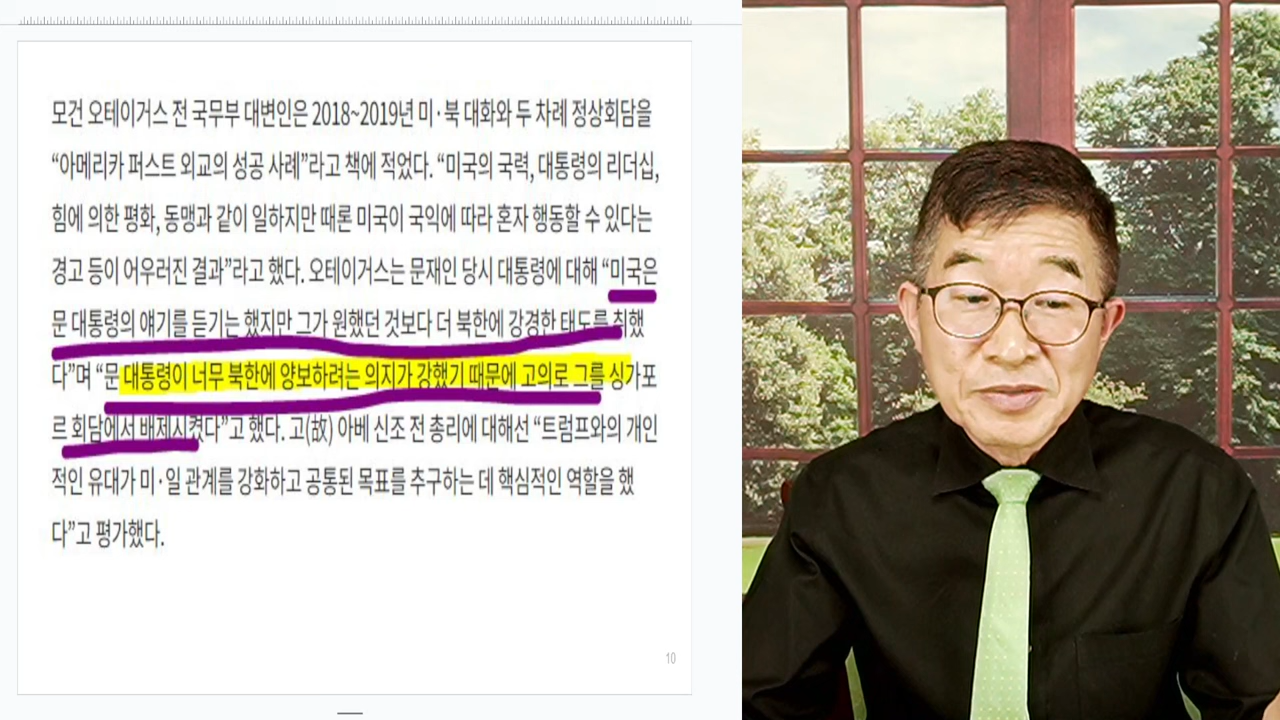 모건 오테이거스 전 국무부 대변인은 2018~2019년 미·북 대화와 두 차례 정상회담을
“아메리카 퍼스트 외교의 성공 사례”라고 책에 적었다. “미국의 국력, 대통령의 리더십,
힘에 의한 평화, 동맹과 같이 일하지만 때론 미국이 국익에 따라 혼자 행동할 수 있다는
경고 등이 어우러진 결과”라고 했다. 오테이거스는 문재인 당시 대통령에 대해 “미국은
문 대통령의 얘기를 듣기는 했지만 그가 원했던 것보다 더 북한에 강경한 태도를 취했
다”며 “문 대통령이 너무 북한에 양보하려는 의지가 강했기 때문에 고의로 그를 싱가포
르 회담에서 배제시켰다”고 했다. 고(故) 아베 신조 전 총리에 대해선 “트럼프와의 개인
적인 유대가 미·일 관계를 강화하고 공통된 목표를 추구하는 데 핵심적인 역할을 했
다”고 평가했다.
10